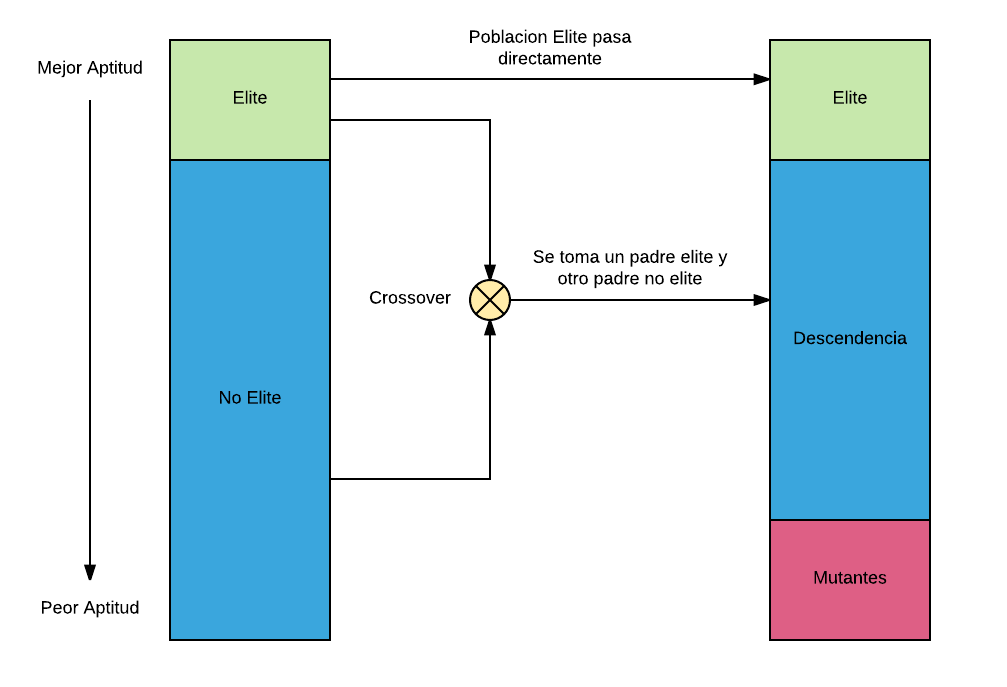 Poblacion Elite pasa
directamente
Mejor Aptitud
Elite
Elite
Se toma un padre elite y
otro padre no elite
Crossover
Descendencia
No Elite
Mutantes
Peor Aptitud